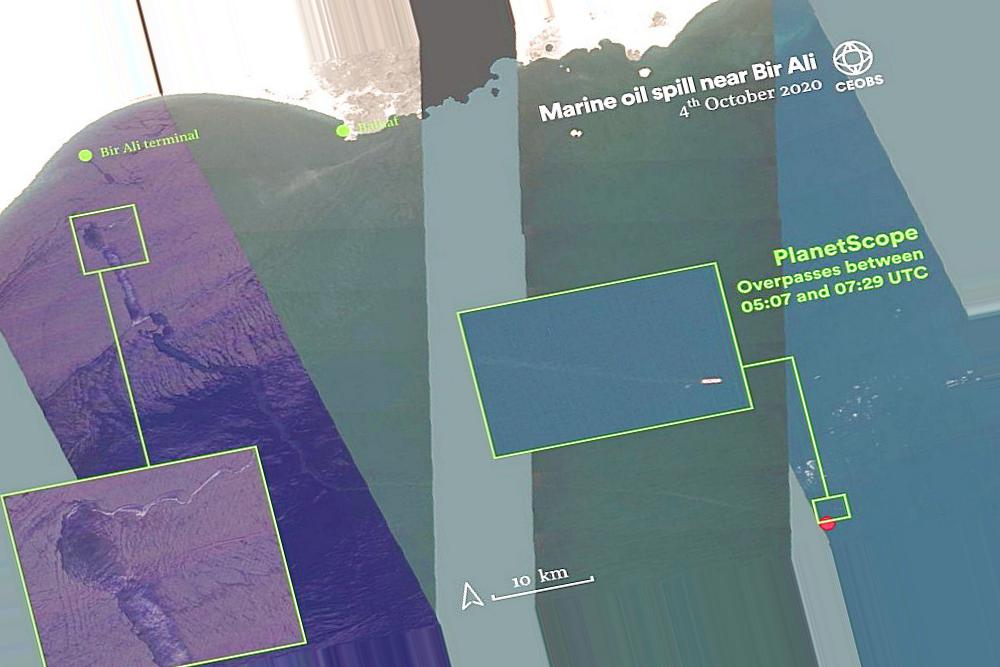 Marine oil spill near Bir Ali
4th October 2020
CEOBS
Bir Ali terminal
PlanetScope
Overpasses between
05:07 and 07:29 UTC
10 km